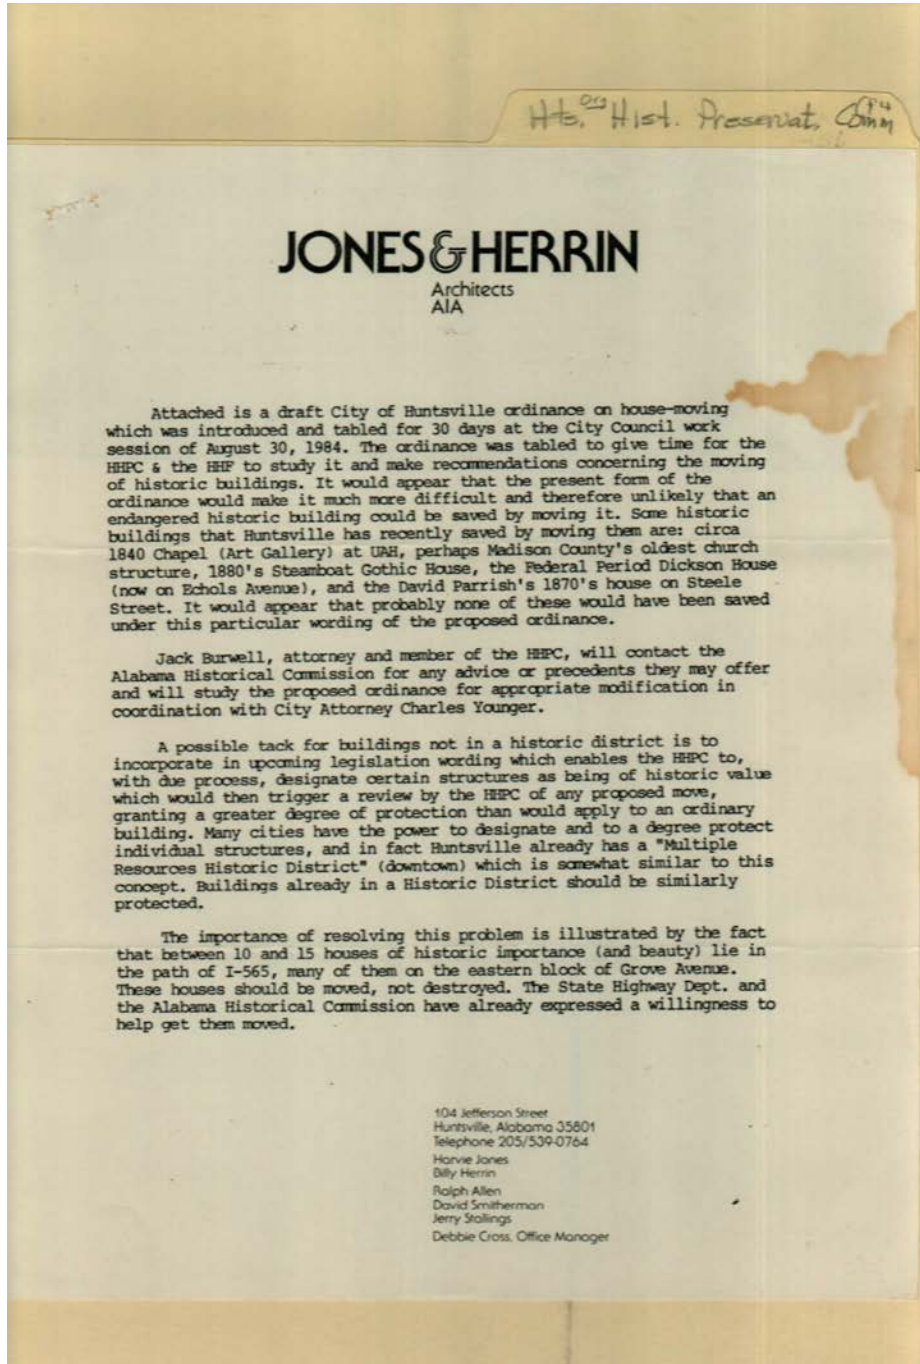 Hts. Org Hist. Preservat. Comm
JONES&HERRIN
Architects
AIA
Attached is a draft City of Huntsville ordinance on house-moving
which was introduced and tabled for 30 days at the City Council work
session of August 30, 1984. The ordinance was tabled to give time for the
HHPC & the HHF to study it and make recommendations concerning the moving
of historic buildings. It would appear that the present form of the
ordinance would make it much more difficult and therefore unlikely that an
endangered historic building could be saved by moving it. Some historic
buildings that Huntsville has recently saved by moving them are: circa
1840 Chapel (Art Gallery) at UAH, perhaps Madison County's oldest church
structure, 1880's Steamboat Gothic House, the Federal Period Dickson House
(now on Echols Avenue), and the David Parrish's 1870's house on Steele
Street. It would appear that probably none of these would have been saved
under this particular wording of the proposed ordinance.
Jack Burwell, attorney and member of the HHPC, will contact the
Alabama Historical Commission for any advice or precedents they may offer
and will study the proposed ordinance for appropriate modification in
coordination with City Attorney Charles Younger.
A possible tack for buildings not in a historic district is to
incorporate in upcoming legislation wording which enables the HHPC to,
with due process, designate certain structures as being of historic value
which would then trigger a review by the HHPC of any proposed move,
granting a greater degree of protection than would apply to an ordinary
building. Many cities have the power to designate and to a degree protect
individual structures, and in fact Huntsville already has a "Multiple
Resources Historic District" (downtown) which is somewhat similar to this
concept. Buildings already in a Historic District should be similarly
protected.
The importance of resolving this problem is illustrated by the fact
that between 10 and 15 houses of historic importance (and beauty) lie in
the path of I-565, many of them on the eastern block of Grove Avenue.
These houses should be moved, not destroyed. The State Highway Dept. and
the Alabama Historical Commission have already expressed a willingness to
help get them moved.
104 Jefferson Street
Huntsville, Alabama 35801
Telephone 205/539-0764
Harvie Jones
Billy Herrin
Ralph Allen
David Smitherman
Jerry Stallings
Debbie Cross, Office Manager